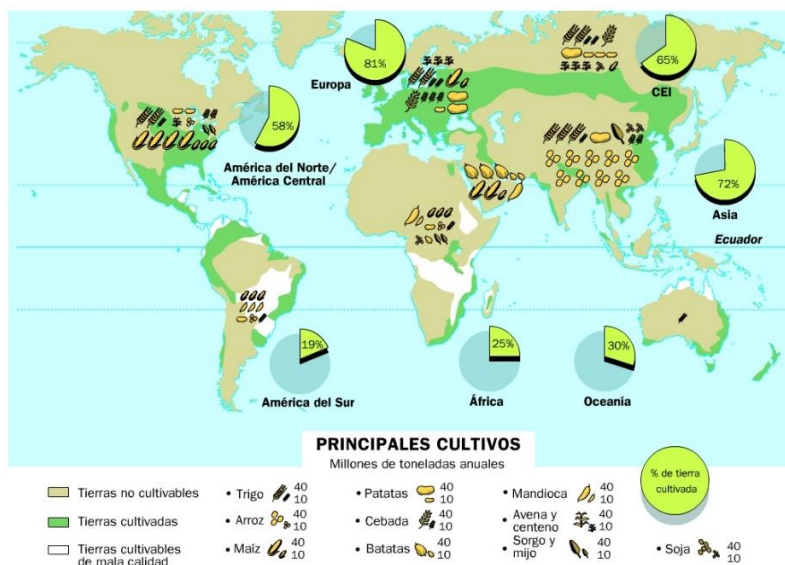 81%
Europa
65%
CEI
58%
América del Norte/
América Central
72%
Asia
Ecuador
19%
América del Sur
25%
África
30%
Oceanía
PRINCIPALES CULTIVOS
Millones de toneladas anuales
% de tierra
cultivada
Tierras no cultivables
Tierras cultivadas
Tierras cultivables
de mala calidad
• Trigo 40
10
• Arroz 40
10
• Maíz 40
10
• Patatas 40
10
• Cebada 40
10
• Batatas 40
10
• Mandioca 40
10
• Avena y
centeno 40
10
• Sorgo y
mijo 40
10
• Soja 40
10